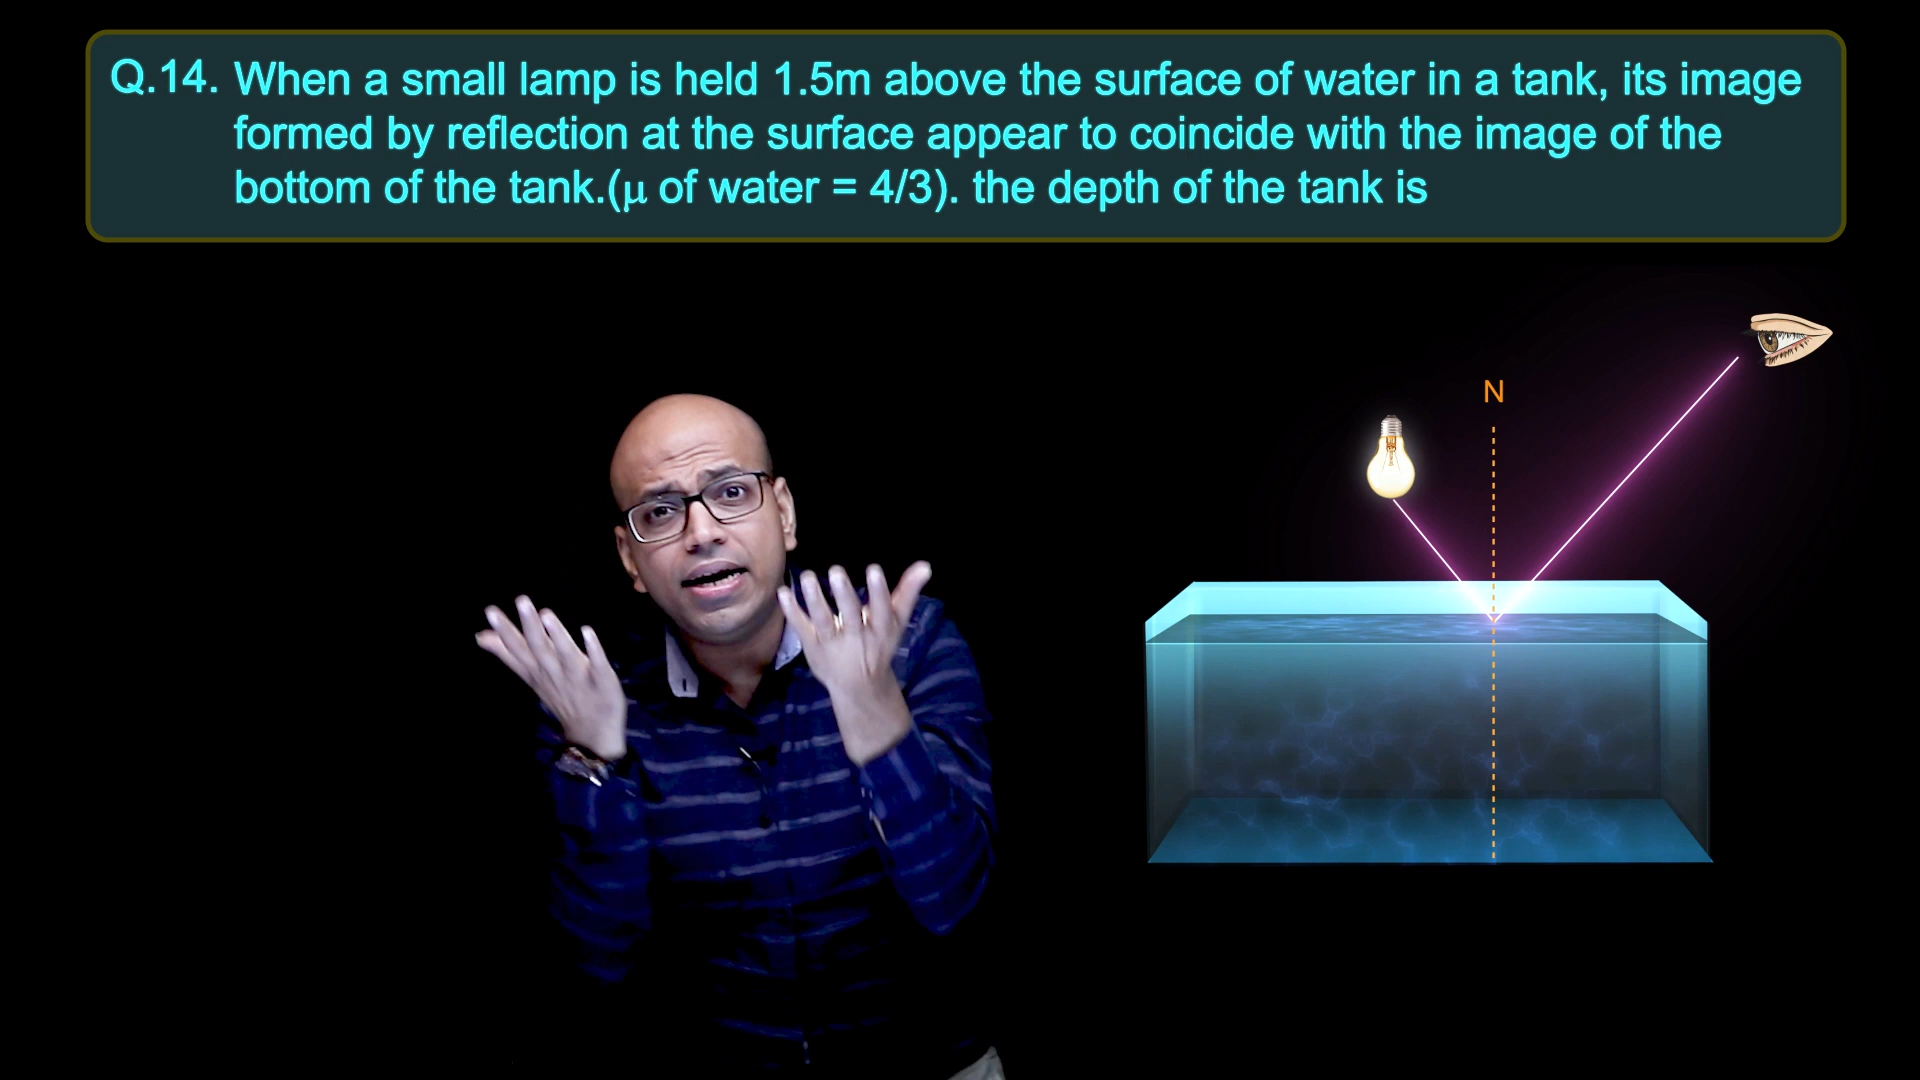 Q.14. When a small lamp is held 1.5m above the surface of water in a tank, its image
formed by reflection at the surface appear to coincide with the image of the
bottom of the tank.(μ of water = 4/3). the depth of the tank is
N